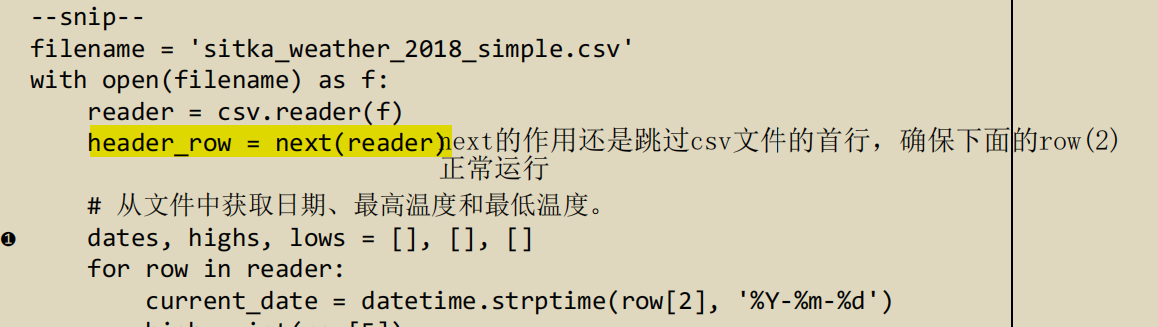 --snip--
filename = 'sitka_weather_2018_simple.csv'
with open(filename) as f:
reader = csv.reader(f)
header_row = next(reader)
next的作用还是跳过csv文件的首行，确保下面的row(2)
正常运行
# 从文件中获取日期、最高温度和最低温度。
❶ dates, highs, lows = [], [], []
for row in reader:
current_date = datetime.strptime(row[2], '%Y-%m-%d')